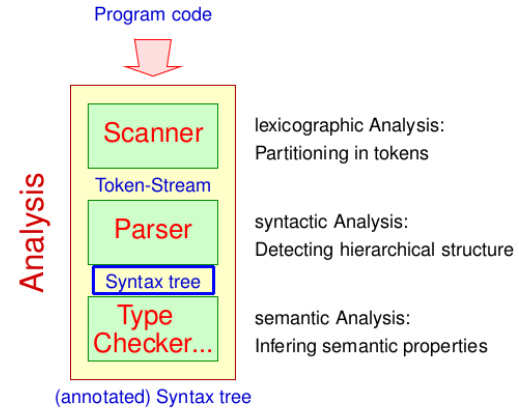 Program code
Analysis
Scanner
lexicographic Analysis:
Partitioning in tokens
Token-Stream
Parser
syntactic Analysis:
Detecting hierarchical structure
Syntax tree
Type
Checker...
semantic Analysis:
Infering semantic properties
(annotated) Syntax tree